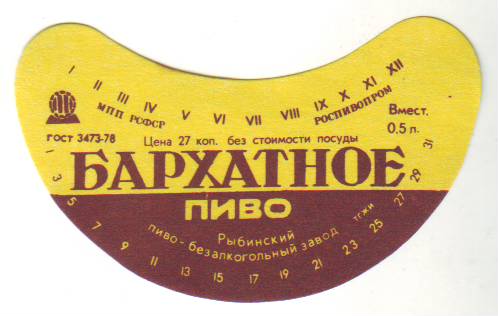 I II III IV V VI VII VIII IX X XI XII
МПП РСФСР
РОСПИВОПРОМ
Вмест.
0,5 л.
ГОСТ 3473-78
Цена 27 коп. без стоимости посуды
БАРХАТНОЕ
ПИВО
Рыбинский
пиво-безалкогольный завод
тгжи
1 3 5 7 9 11 13 15 17 19 21 23 25 27 29 31